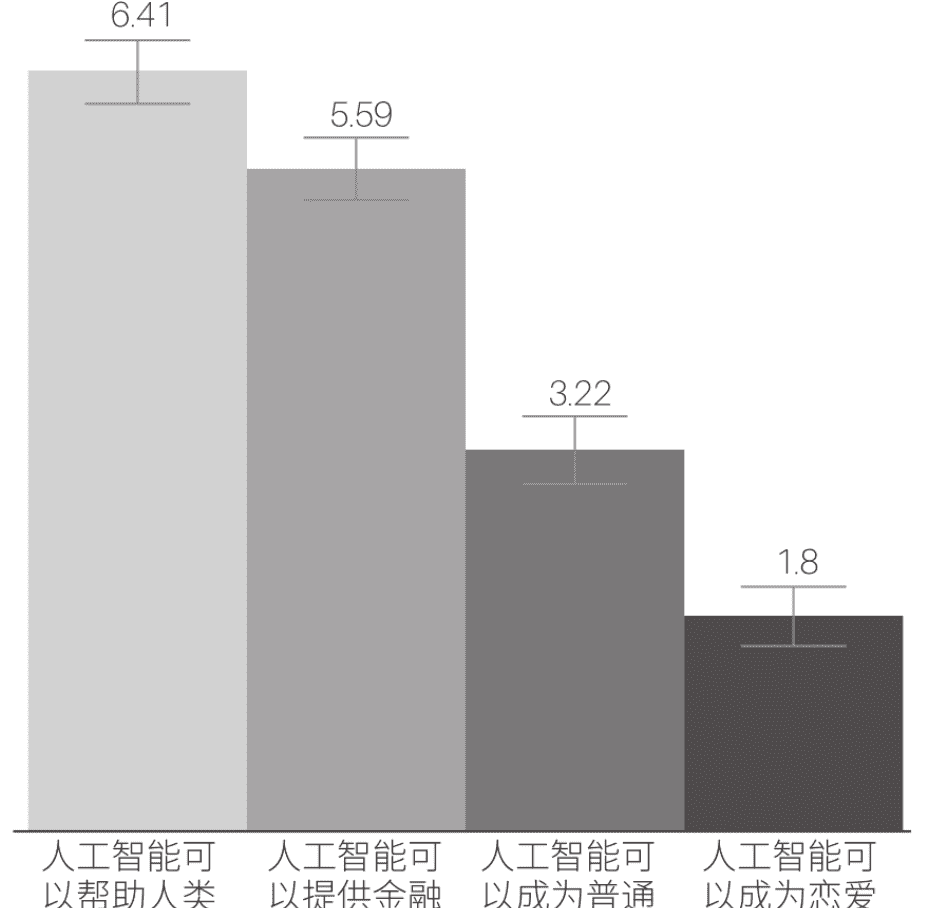 6.41
5.59
3.22
1.8
人工智能可
以帮助人类
人工智能可
以提供金融
人工智能可
以成为普通
人工智能可
以成为恋爱